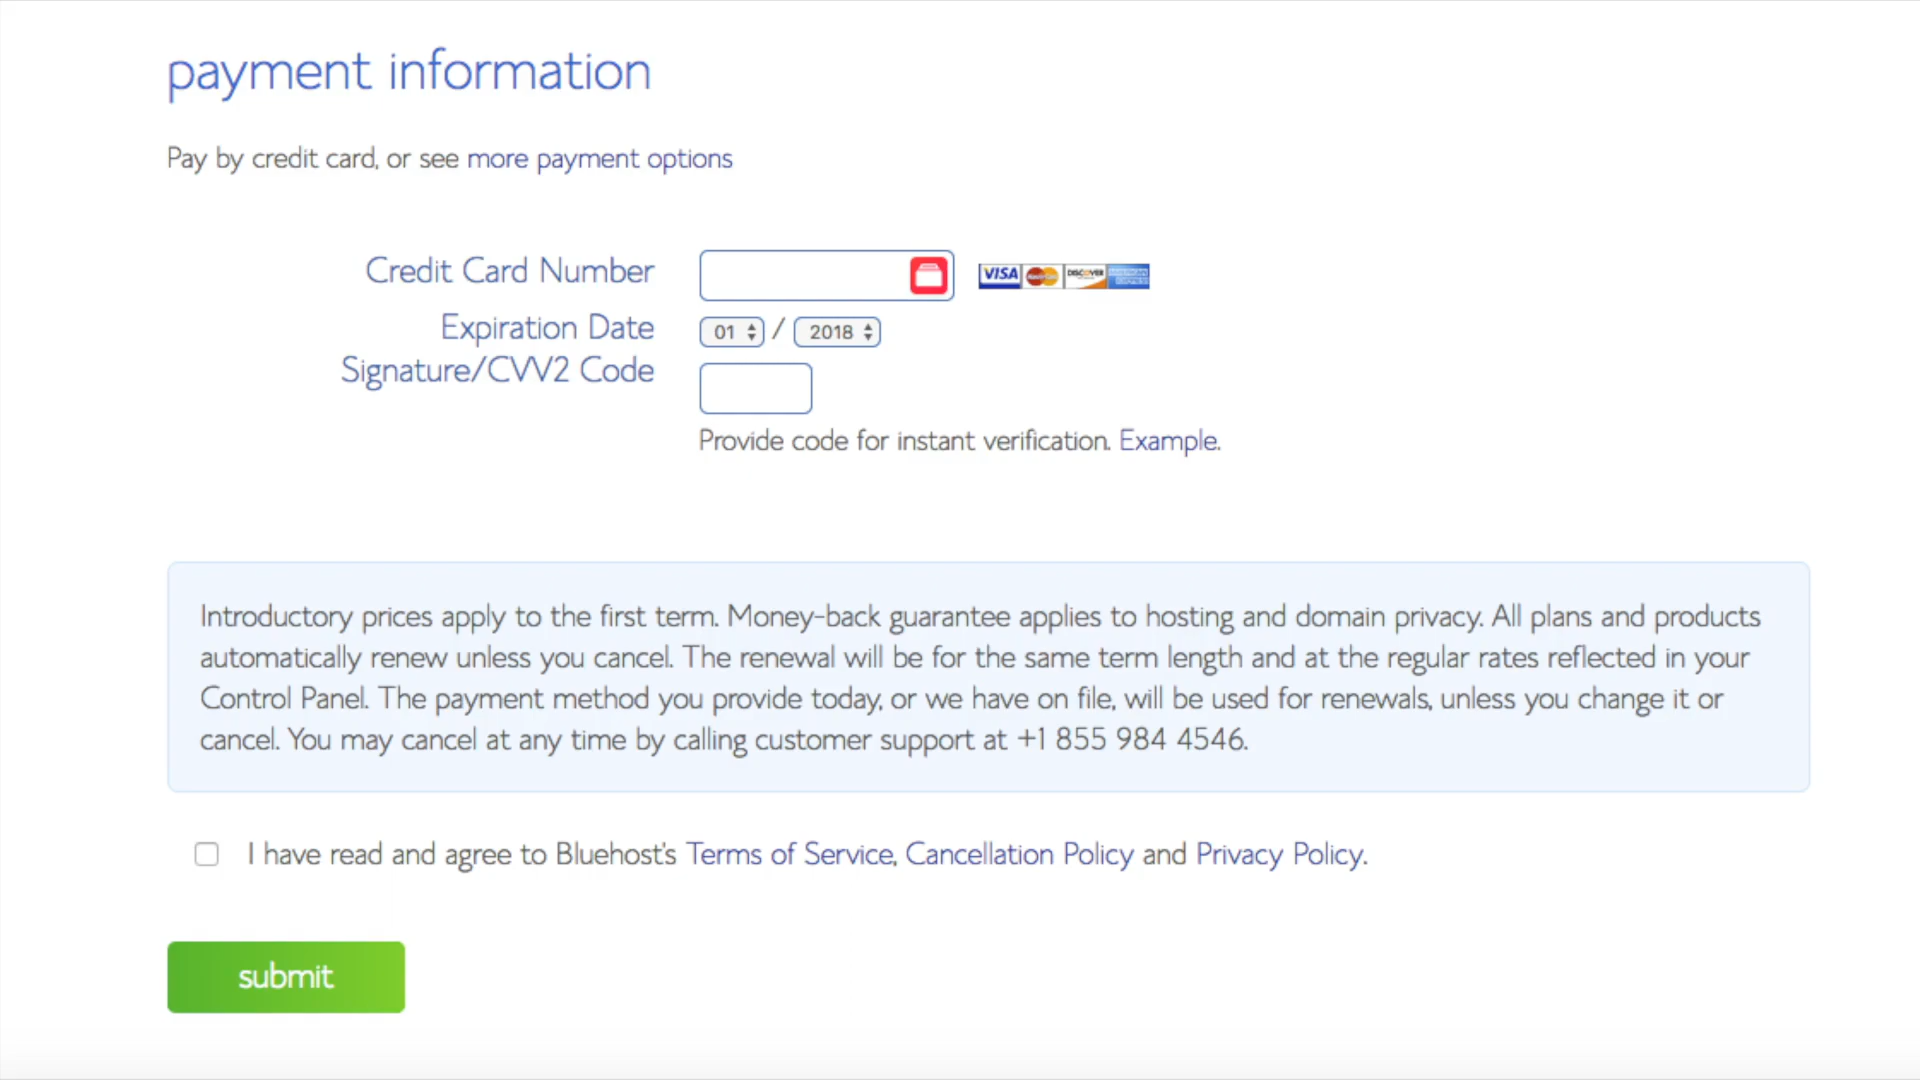 payment information
Pay by credit card, or see more payment options
Credit Card Number
VISA MasterCard DISCOVER AMERICAN EXPRESS
Expiration Date 01 / 2018
Signature/CVV2 Code
Provide code for instant verification. Example.
Introductory prices apply to the first term. Money-back guarantee applies to hosting and domain privacy. All plans and products
automatically renew unless you cancel. The renewal will be for the same term length and at the regular rates reflected in your
Control Panel. The payment method you provide today, or we have on file, will be used for renewals, unless you change it or
cancel. You may cancel at any time by calling customer support at +1 855 984 4546.
I have read and agree to Bluehost's Terms of Service, Cancellation Policy and Privacy Policy.
submit